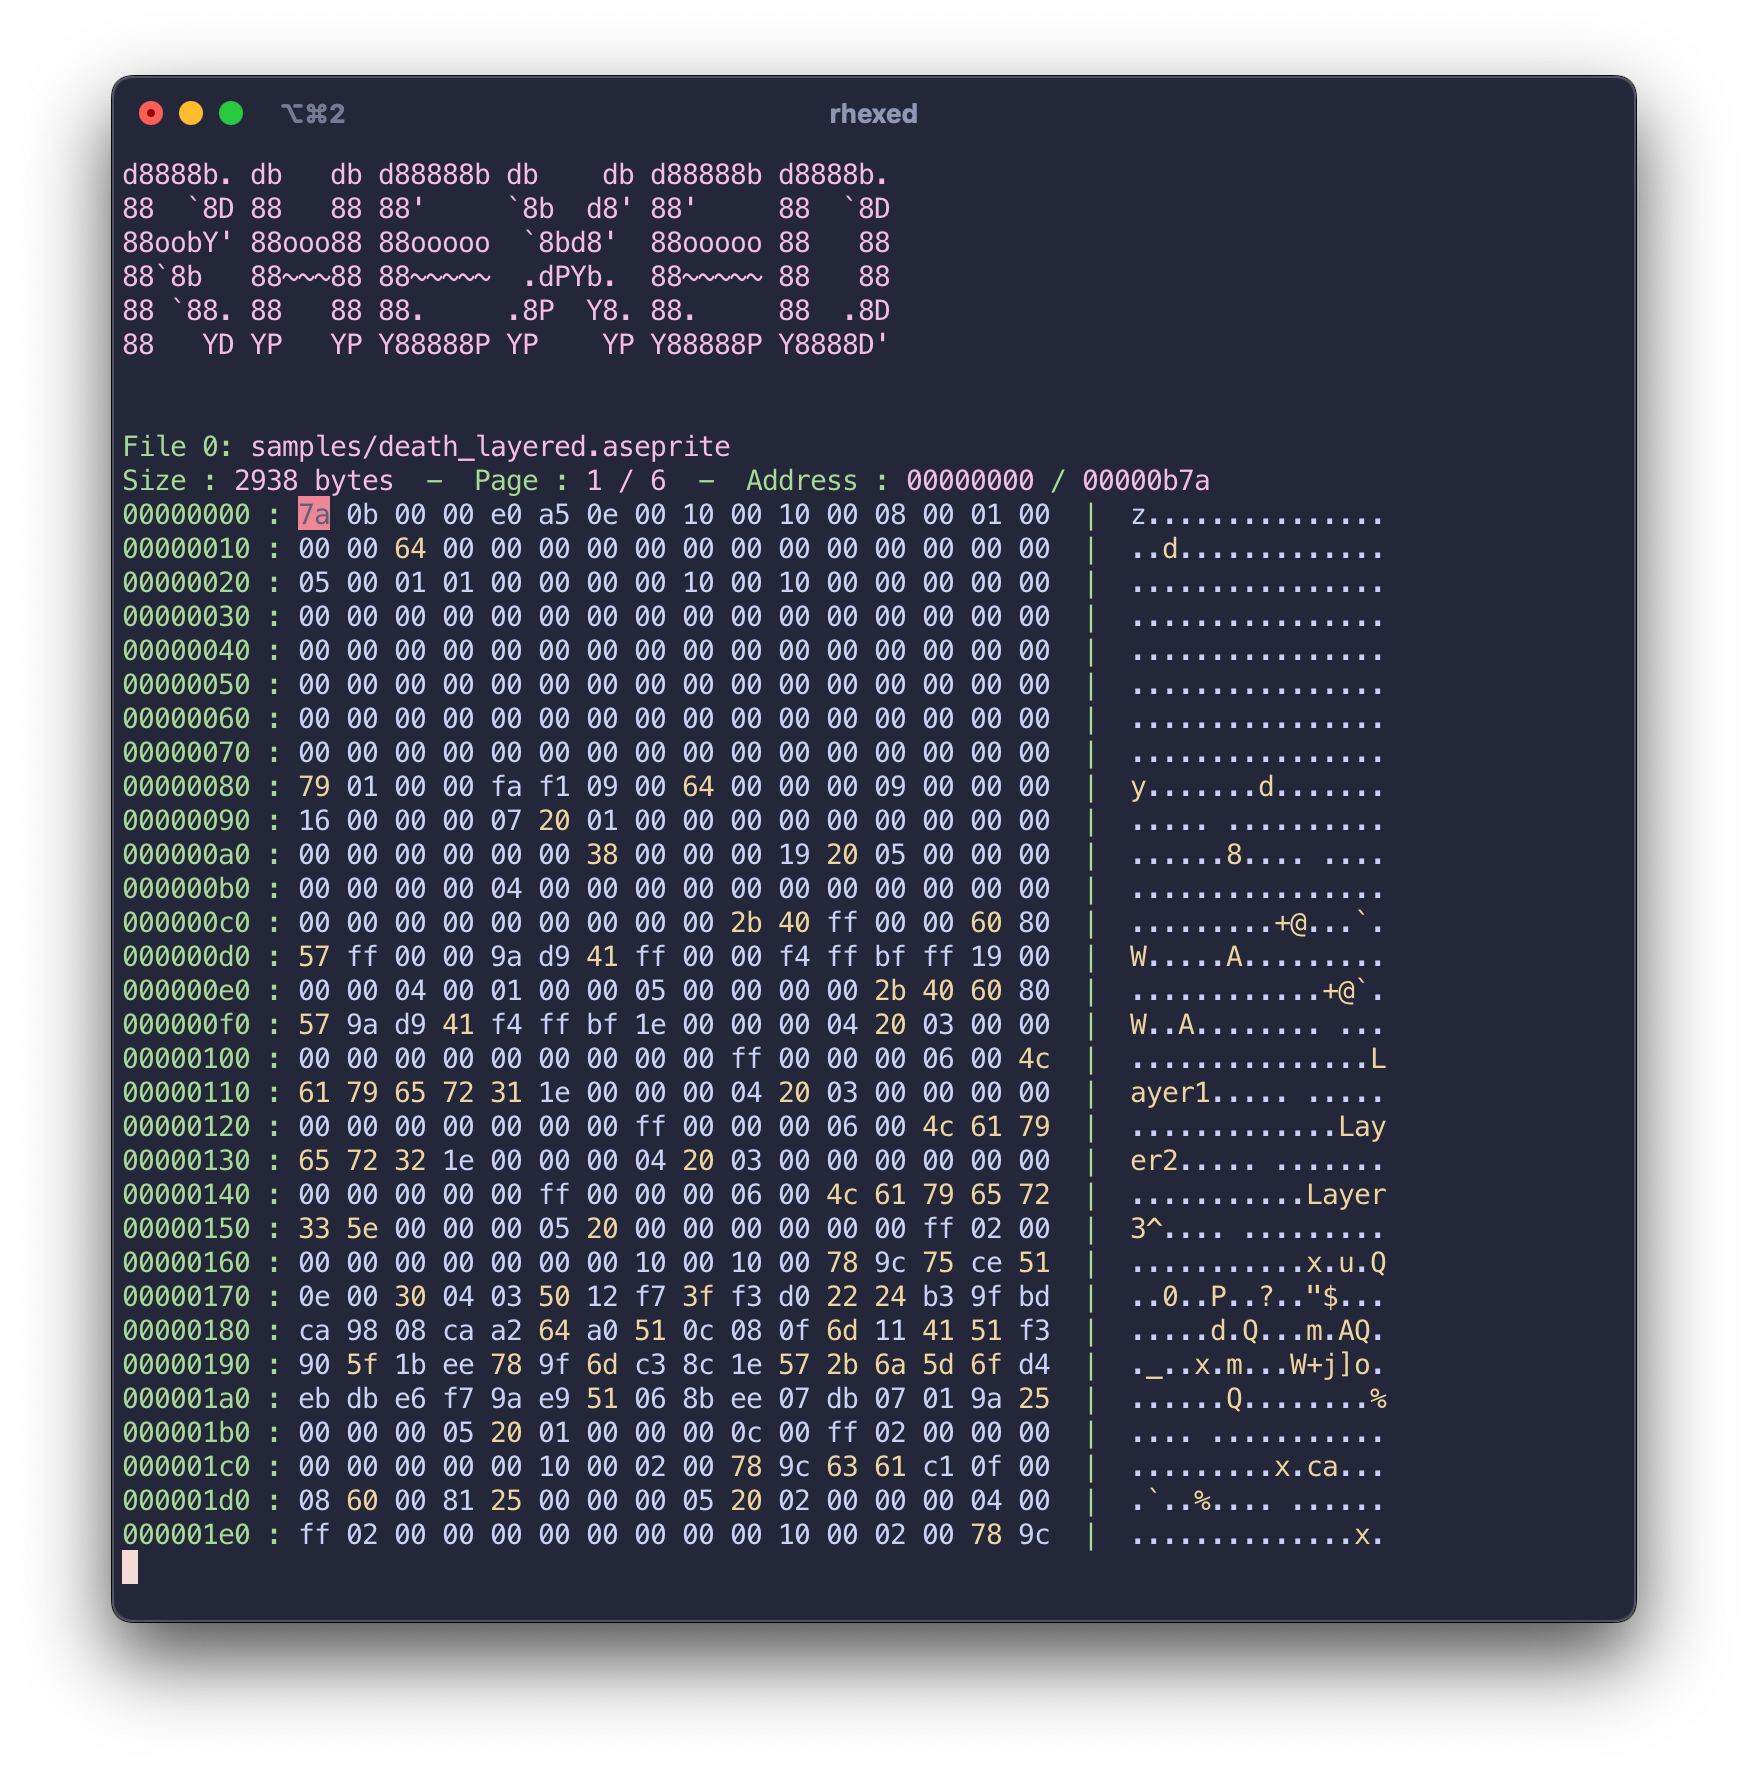 ⌥⌘2 rhexed
d8888b. db   db d88888b db    db d88888b d8888b.
88  `8D 88   88 88'     `8b  d8' 88'     88  `8D
88oobY' 88ooo88 88ooooo  `8bd8'  88ooooo 88   88
88`8b   88~~~88 88~~~~~  .dPYb.  88~~~~~ 88   88
88 `88. 88   88 88.     .8P  Y8. 88.     88  .8D
88   YD YP   YP Y88888P YP    YP Y88888P Y8888D'
File 0: samples/death_layered.aseprite
Size : 2938 bytes  –  Page : 1 / 6  –  Address : 00000000 / 00000b7a
00000000 : 7a 0b 00 00 e0 a5 0e 00 10 00 10 00 08 00 01 00  |  z...............
00000010 : 00 00 64 00 00 00 00 00 00 00 00 00 00 00 00 00  |  ..d.............
00000020 : 05 00 01 01 00 00 00 00 10 00 10 00 00 00 00 00  |  ................
00000030 : 00 00 00 00 00 00 00 00 00 00 00 00 00 00 00 00  |  ................
00000040 : 00 00 00 00 00 00 00 00 00 00 00 00 00 00 00 00  |  ................
00000050 : 00 00 00 00 00 00 00 00 00 00 00 00 00 00 00 00  |  ................
00000060 : 00 00 00 00 00 00 00 00 00 00 00 00 00 00 00 00  |  ................
00000070 : 00 00 00 00 00 00 00 00 00 00 00 00 00 00 00 00  |  ................
00000080 : 79 01 00 00 fa f1 09 00 64 00 00 00 09 00 00 00  |  y.......d.......
00000090 : 16 00 00 00 07 20 01 00 00 00 00 00 00 00 00 00  |  ..... ..........
000000a0 : 00 00 00 00 00 00 38 00 00 00 19 20 05 00 00 00  |  ......8.... ....
000000b0 : 00 00 00 00 04 00 00 00 00 00 00 00 00 00 00 00  |  ................
000000c0 : 00 00 00 00 00 00 00 00 00 2b 40 ff 00 00 60 80  |  .........+@...`.
000000d0 : 57 ff 00 00 9a d9 41 ff 00 00 f4 ff bf ff 19 00  |  W.....A.........
000000e0 : 00 00 04 00 01 00 00 05 00 00 00 00 2b 40 60 80  |  ............+@`.
000000f0 : 57 9a d9 41 f4 ff bf 1e 00 00 00 04 20 03 00 00  |  W..A........ ...
00000100 : 00 00 00 00 00 00 00 00 00 ff 00 00 00 06 00 4c  |  ...............L
00000110 : 61 79 65 72 31 1e 00 00 00 04 20 03 00 00 00 00  |  ayer1..... .....
00000120 : 00 00 00 00 00 00 00 ff 00 00 00 06 00 4c 61 79  |  .............Lay
00000130 : 65 72 32 1e 00 00 00 04 20 03 00 00 00 00 00 00  |  er2..... .......
00000140 : 00 00 00 00 00 ff 00 00 00 06 00 4c 61 79 65 72  |  ...........Layer
00000150 : 33 5e 00 00 00 05 20 00 00 00 00 00 00 ff 02 00  |  3^.... .........
00000160 : 00 00 00 00 00 00 00 10 00 10 00 78 9c 75 ce 51  |  ...........x.u.Q
00000170 : 0e 00 30 04 03 50 12 f7 3f f3 d0 22 24 b3 9f bd  |  ..0..P..?.."$...
00000180 : ca 98 08 ca a2 64 a0 51 0c 08 0f 6d 11 41 51 f3  |  .....d.Q...m.AQ.
00000190 : 90 5f 1b ee 78 9f 6d c3 8c 1e 57 2b 6a 5d 6f d4  |  ._..x.m...W+j]o.
000001a0 : eb db e6 f7 9a e9 51 06 8b ee 07 db 07 01 9a 25  |  ......Q........%
000001b0 : 00 00 00 05 20 01 00 00 00 0c 00 ff 02 00 00 00  |  .... ...........
000001c0 : 00 00 00 00 00 10 00 02 00 78 9c 63 61 c1 0f 00  |  .........x.ca...
000001d0 : 08 60 00 81 25 00 00 00 05 20 02 00 00 00 04 00  |  .`..%.... ......
000001e0 : ff 02 00 00 00 00 00 00 00 00 10 00 02 00 78 9c  |  ..............x.